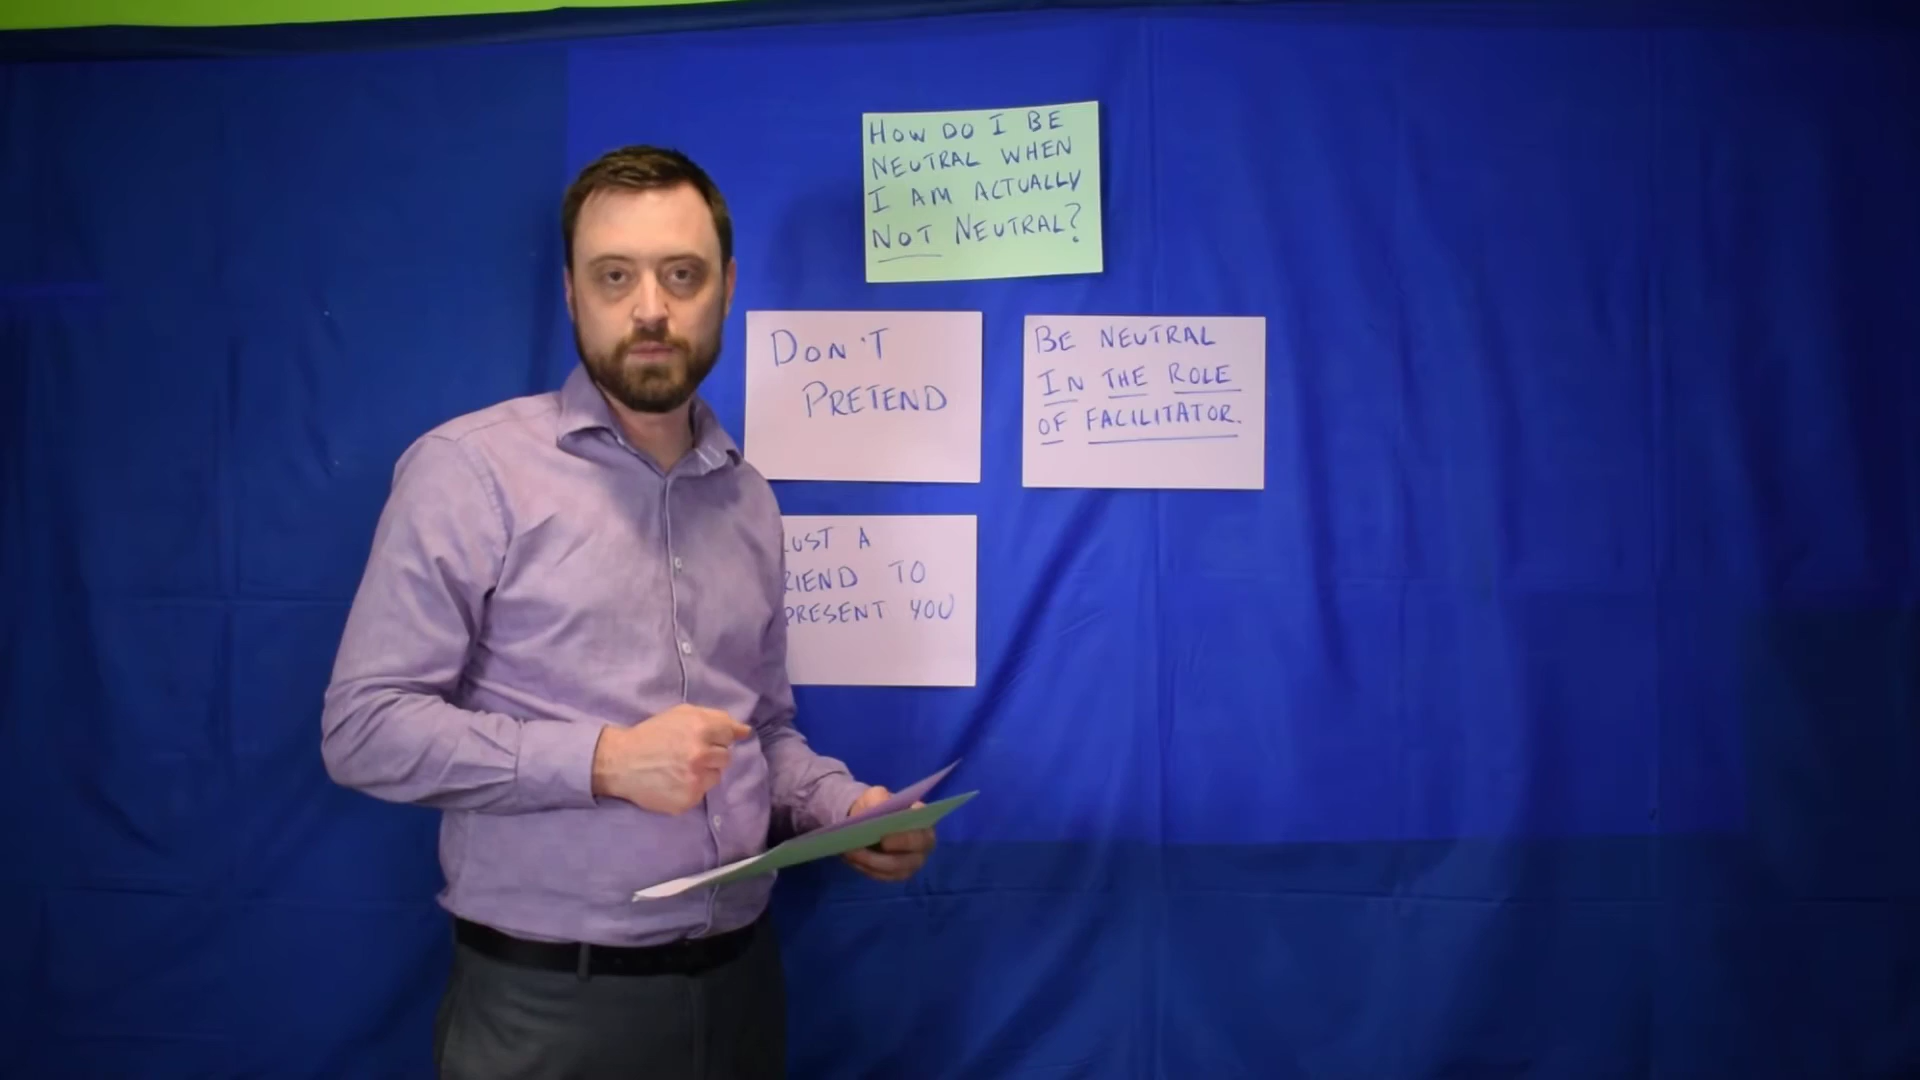 HOW DO I BE
NEUTRAL WHEN
I AM ACTUALLY
NOT NEUTRAL?
DON'T
PRETEND
BE NEUTRAL
IN THE ROLE
OF FACILITATOR.
A
TO
YOU